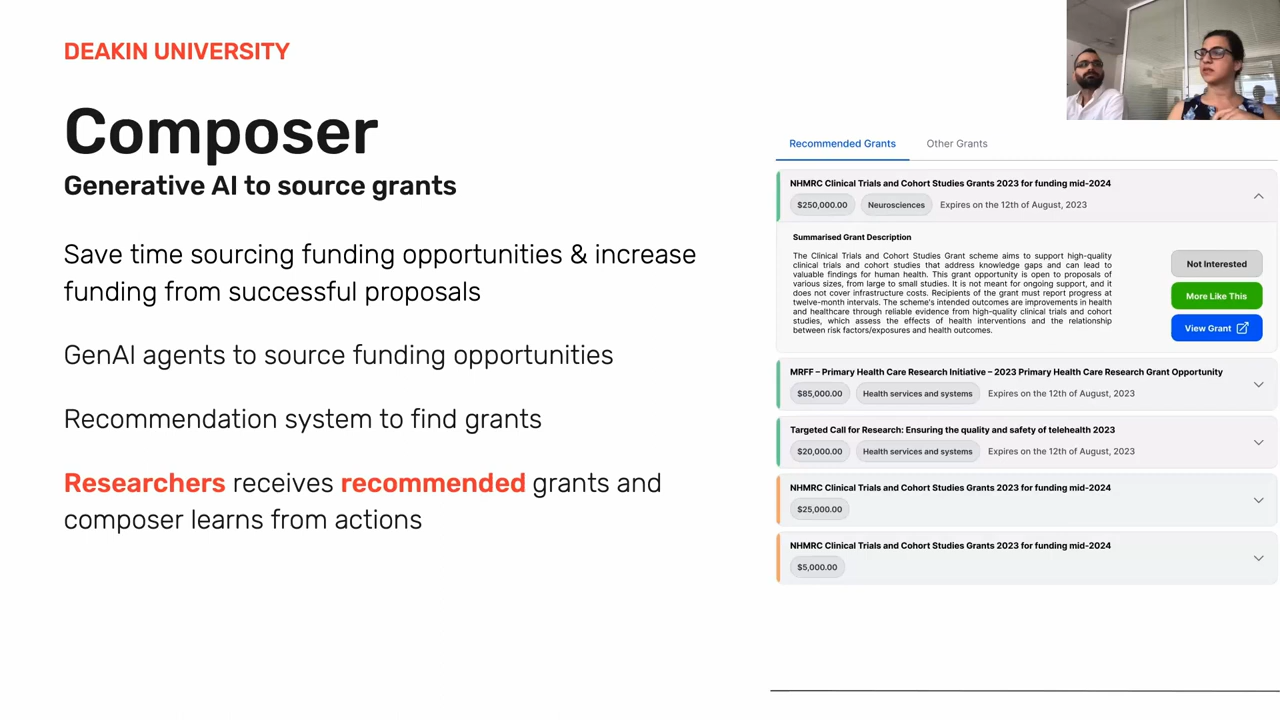 DEAKIN UNIVERSITY
Composer
Generative AI to source grants
Save time sourcing funding opportunities & increase
funding from successful proposals
GenAI agents to source funding opportunities
Recommendation system to find grants
Researchers receives recommended grants and
composer learns from actions
Recommended Grants
Other Grants
NHMRC Clinical Trials and Cohort Studies Grants 2023 for funding mid-2024
$250,000.00
Neurosciences
Expires on the 12th of August, 2023
Summarised Grant Description
The Clinical Trials and Cohort Studies Grant scheme aims to support high-quality
clinical trials and cohort studies that address knowledge gaps and can lead to
valuable findings for human health. This grant opportunity is open to proposals of
various sizes, from large to small studies. It is not meant for ongoing support, and it
does not cover infrastructure costs. Recipients of the grant must report progress at
twelve-month intervals. The scheme's intended outcomes are improvements in health
and healthcare through reliable evidence from high-quality clinical trials and cohort
studies, which assess the effects of health interventions and the relationship
between risk factors/exposures and health outcomes.
Not Interested
More Like This
View Grant
MRFF – Primary Health Care Research Initiative – 2023 Primary Health Care Research Grant Opportunity
$85,000.00
Health services and systems
Expires on the 12th of August, 2023
Targeted Call for Research: Ensuring the quality and safety of telehealth 2023
$20,000.00
Health services and systems
Expires on the 12th of August, 2023
NHMRC Clinical Trials and Cohort Studies Grants 2023 for funding mid-2024
$25,000.00
NHMRC Clinical Trials and Cohort Studies Grants 2023 for funding mid-2024
$5,000.00